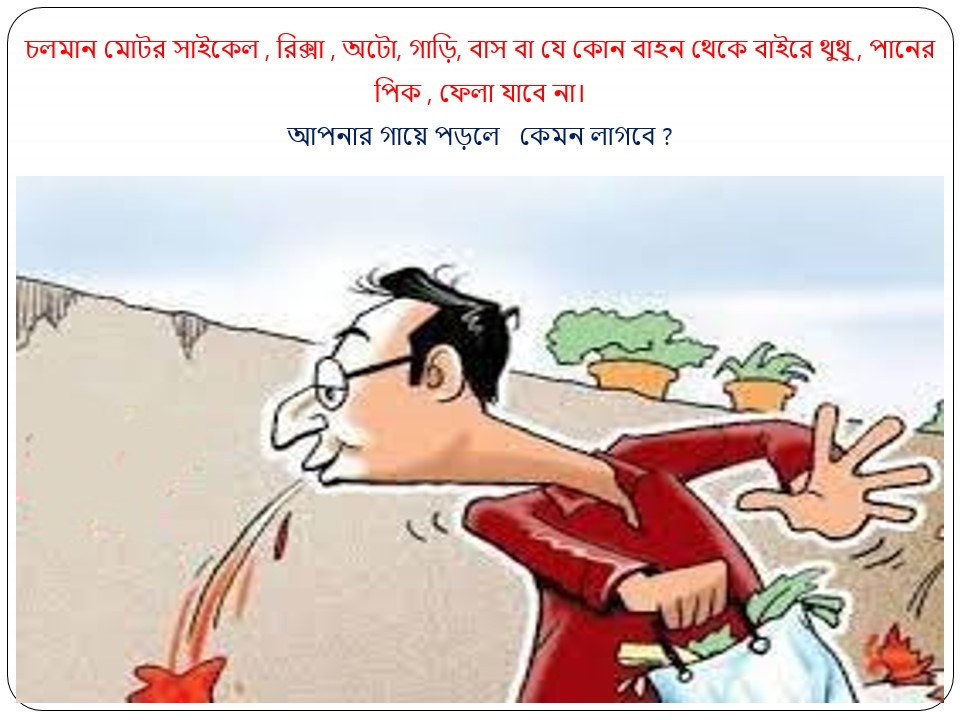 চলমান মোটর সাইকেল , রিক্সা , অটো, গাড়ি, বাস বা যে কোন বাহন থেকে বাইরে থুথু , পানের
পিক , ফেলা যাবে না।
আপনার গায়ে পড়লে কেমন লাগবে ?